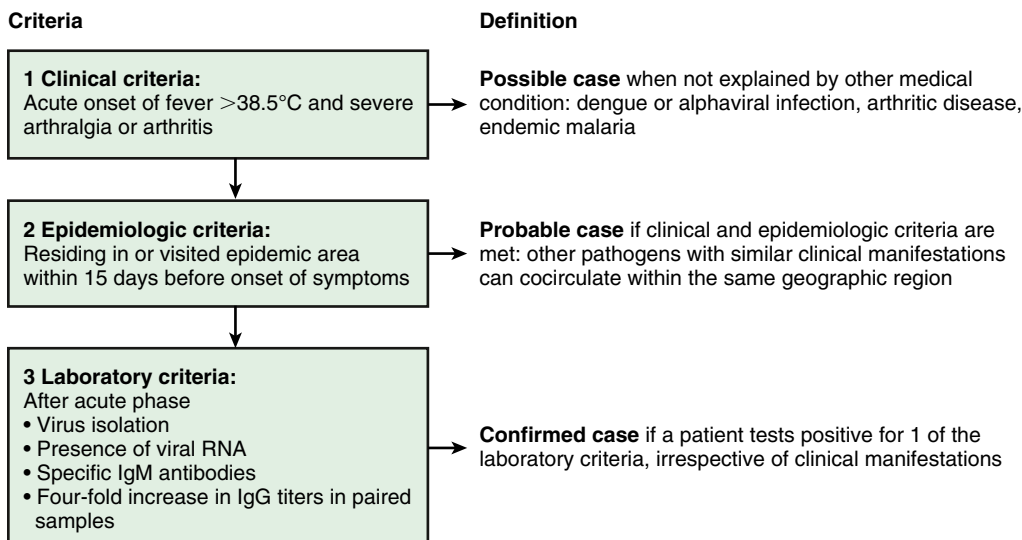 Criteria
Definition
1 Clinical criteria:
Acute onset of fever >38.5°C and severe
arthralgia or arthritis
Possible case when not explained by other medical
condition: dengue or alphaviral infection, arthritic disease,
endemic malaria
2 Epidemiologic criteria:
Residing in or visited epidemic area
within 15 days before onset of symptoms
Probable case if clinical and epidemiologic criteria are
met: other pathogens with similar clinical manifestations
can cocirculate within the same geographic region
3 Laboratory criteria:
After acute phase
• Virus isolation
• Presence of viral RNA
• Specific IgM antibodies
• Four-fold increase in IgG titers in paired
samples
Confirmed case if a patient tests positive for 1 of the
laboratory criteria, irrespective of clinical manifestations